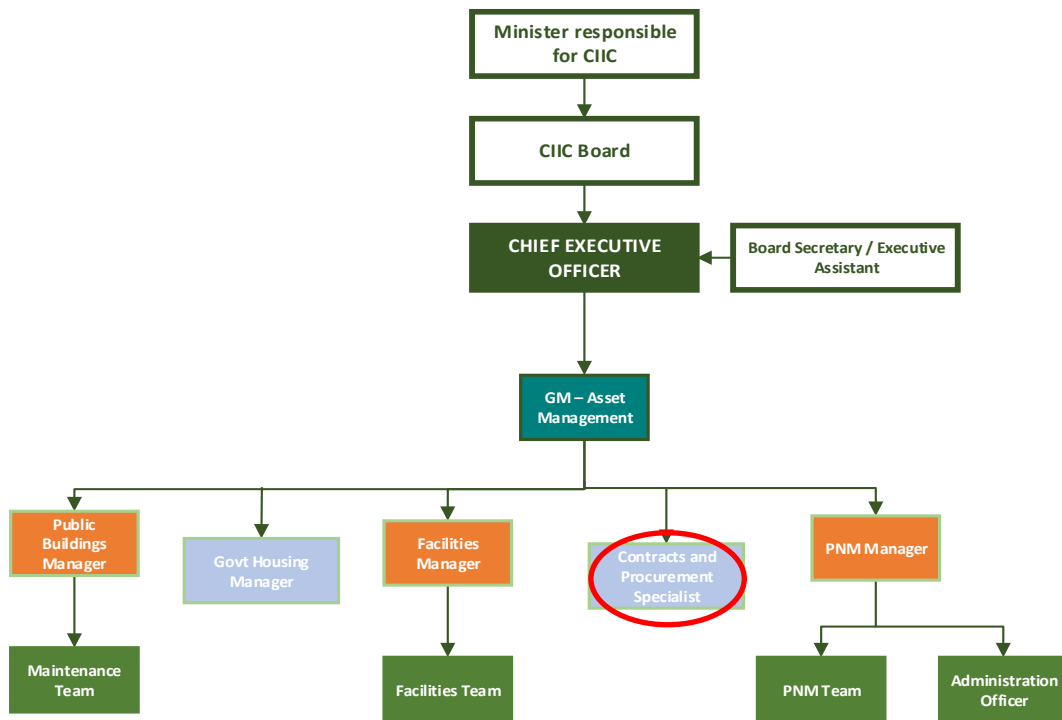 Minister responsible
for CIIC
CIIC Board
CHIEF EXECUTIVE
OFFICER
Board Secretary / Executive
Assistant
GM – Asset
Management
Public
Buildings
Manager
Govt Housing
Manager
Facilities
Manager
Contracts and
Procurement
Specialist
PNM Manager
Maintenance
Team
Facilities Team
PNM Team
Administration
Officer